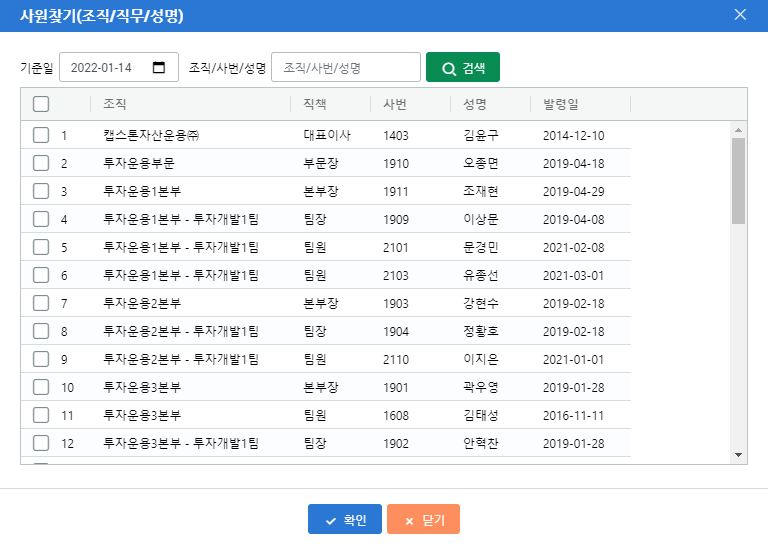 사원찾기(조직/직무/성명)
기준일 2022-01-14 조직/사번/성명 조직/사번/성명 검색
조직 직책 사번 성명 발령일
1 캡스톤자산운용㈜ 대표이사 1403 김윤구 2014-12-10
2 투자운용부문 부문장 1910 오종면 2019-04-18
3 투자운용1본부 본부장 1911 조재현 2019-04-29
4 투자운용1본부 - 투자개발1팀 팀장 1909 이상문 2019-04-08
5 투자운용1본부 - 투자개발1팀 팀원 2101 문경민 2021-02-08
6 투자운용1본부 - 투자개발1팀 팀원 2103 유종선 2021-03-01
7 투자운용2본부 본부장 1903 강현수 2019-02-18
8 투자운용2본부 - 투자개발1팀 팀장 1904 정황호 2019-02-18
9 투자운용2본부 - 투자개발1팀 팀원 2110 이지은 2021-01-01
10 투자운용3본부 본부장 1901 곽우영 2019-01-28
11 투자운용3본부 팀원 1608 김태성 2016-11-11
12 투자운용3본부 - 투자개발1팀 팀장 1902 안혁찬 2019-01-28
확인 닫기